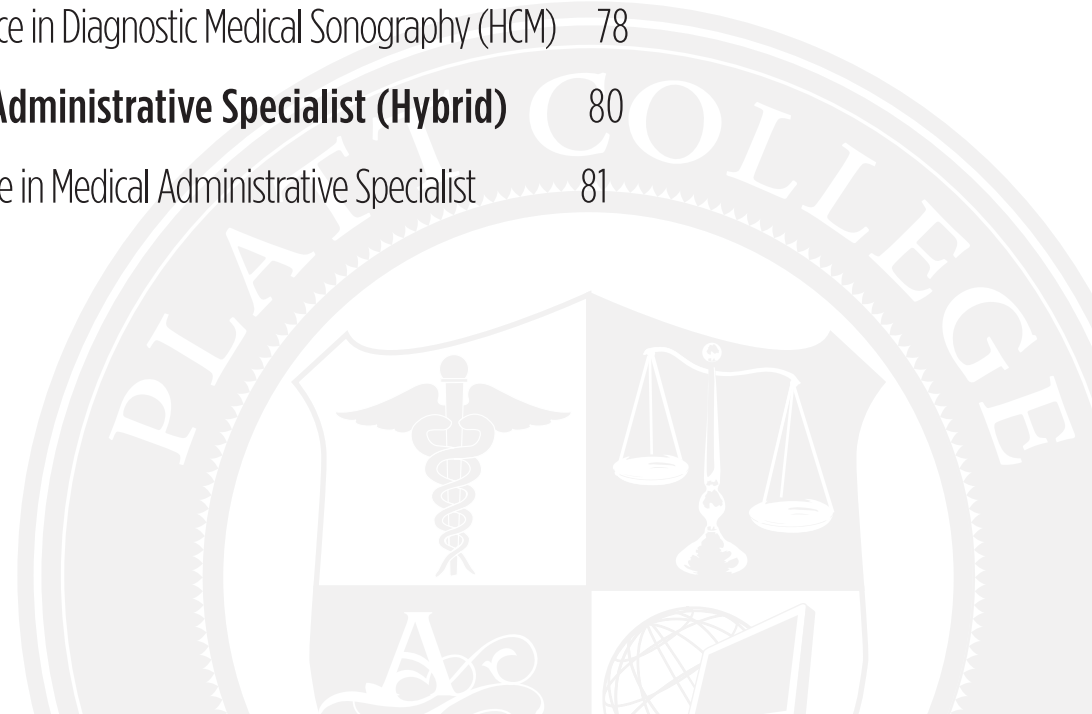 ce in Diagnostic Medical Sonography (HCM) 78
Administrative Specialist (Hybrid) 80
e in Medical Administrative Specialist 81
PLATT COLLEGE